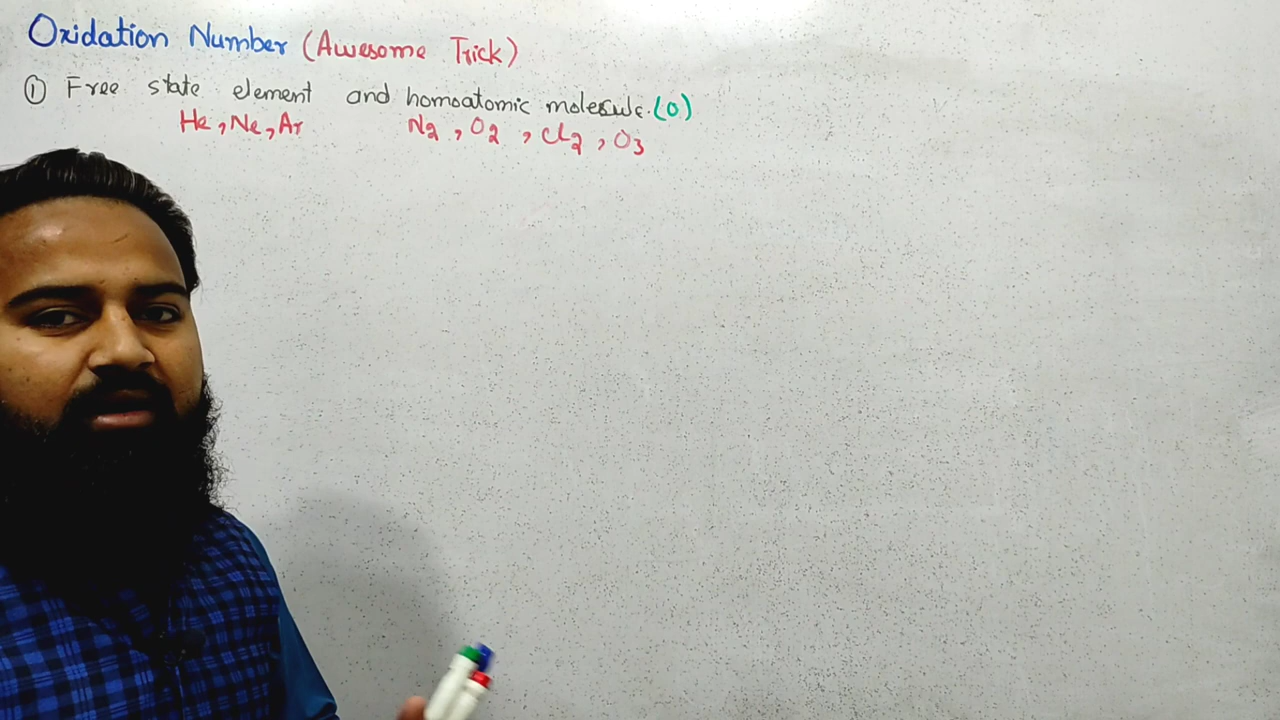 Oxidation Number (Awesome Trick)
① Free state element and homoatomic molecule. (0)
He, Ne, Ar N₂, O₂, Cl₂, O₃